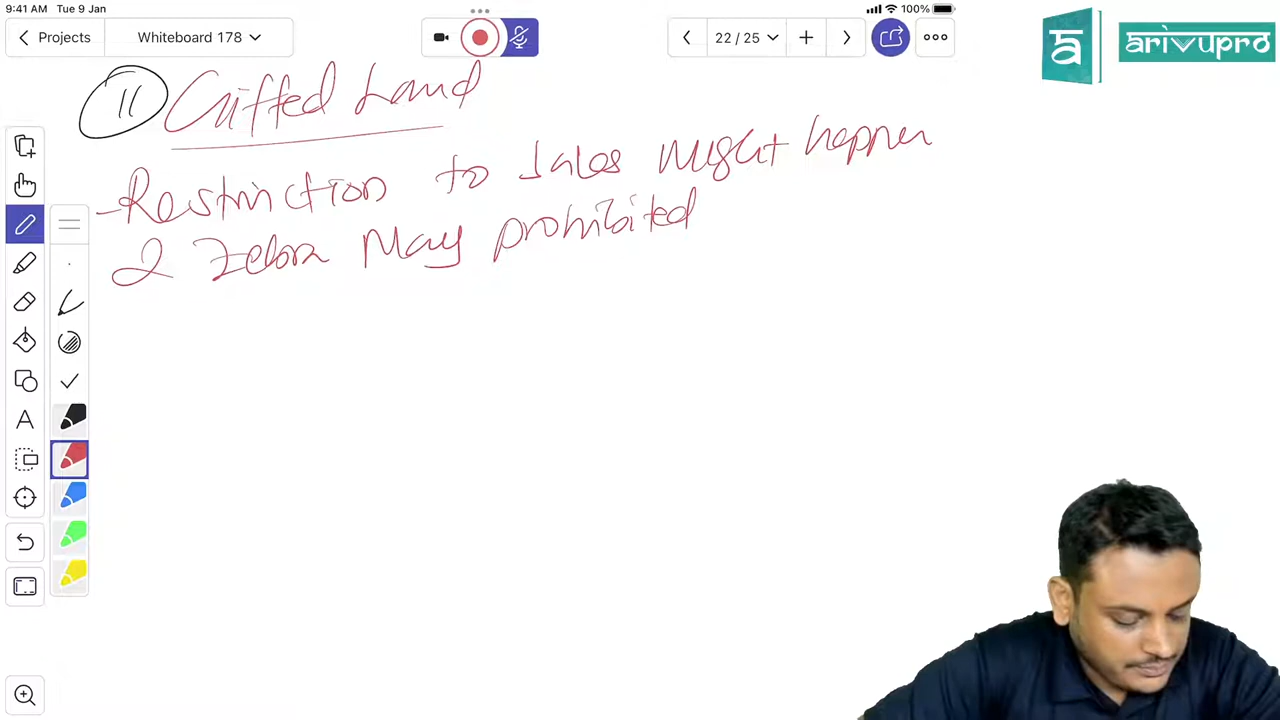 9:41 AM Tue 9 Jan
100%
Projects
Whiteboard 178
22 / 25
a
arivupro
11 Gifted Land
- Restriction to Sales might happen
2 Zebra May prohibited
A